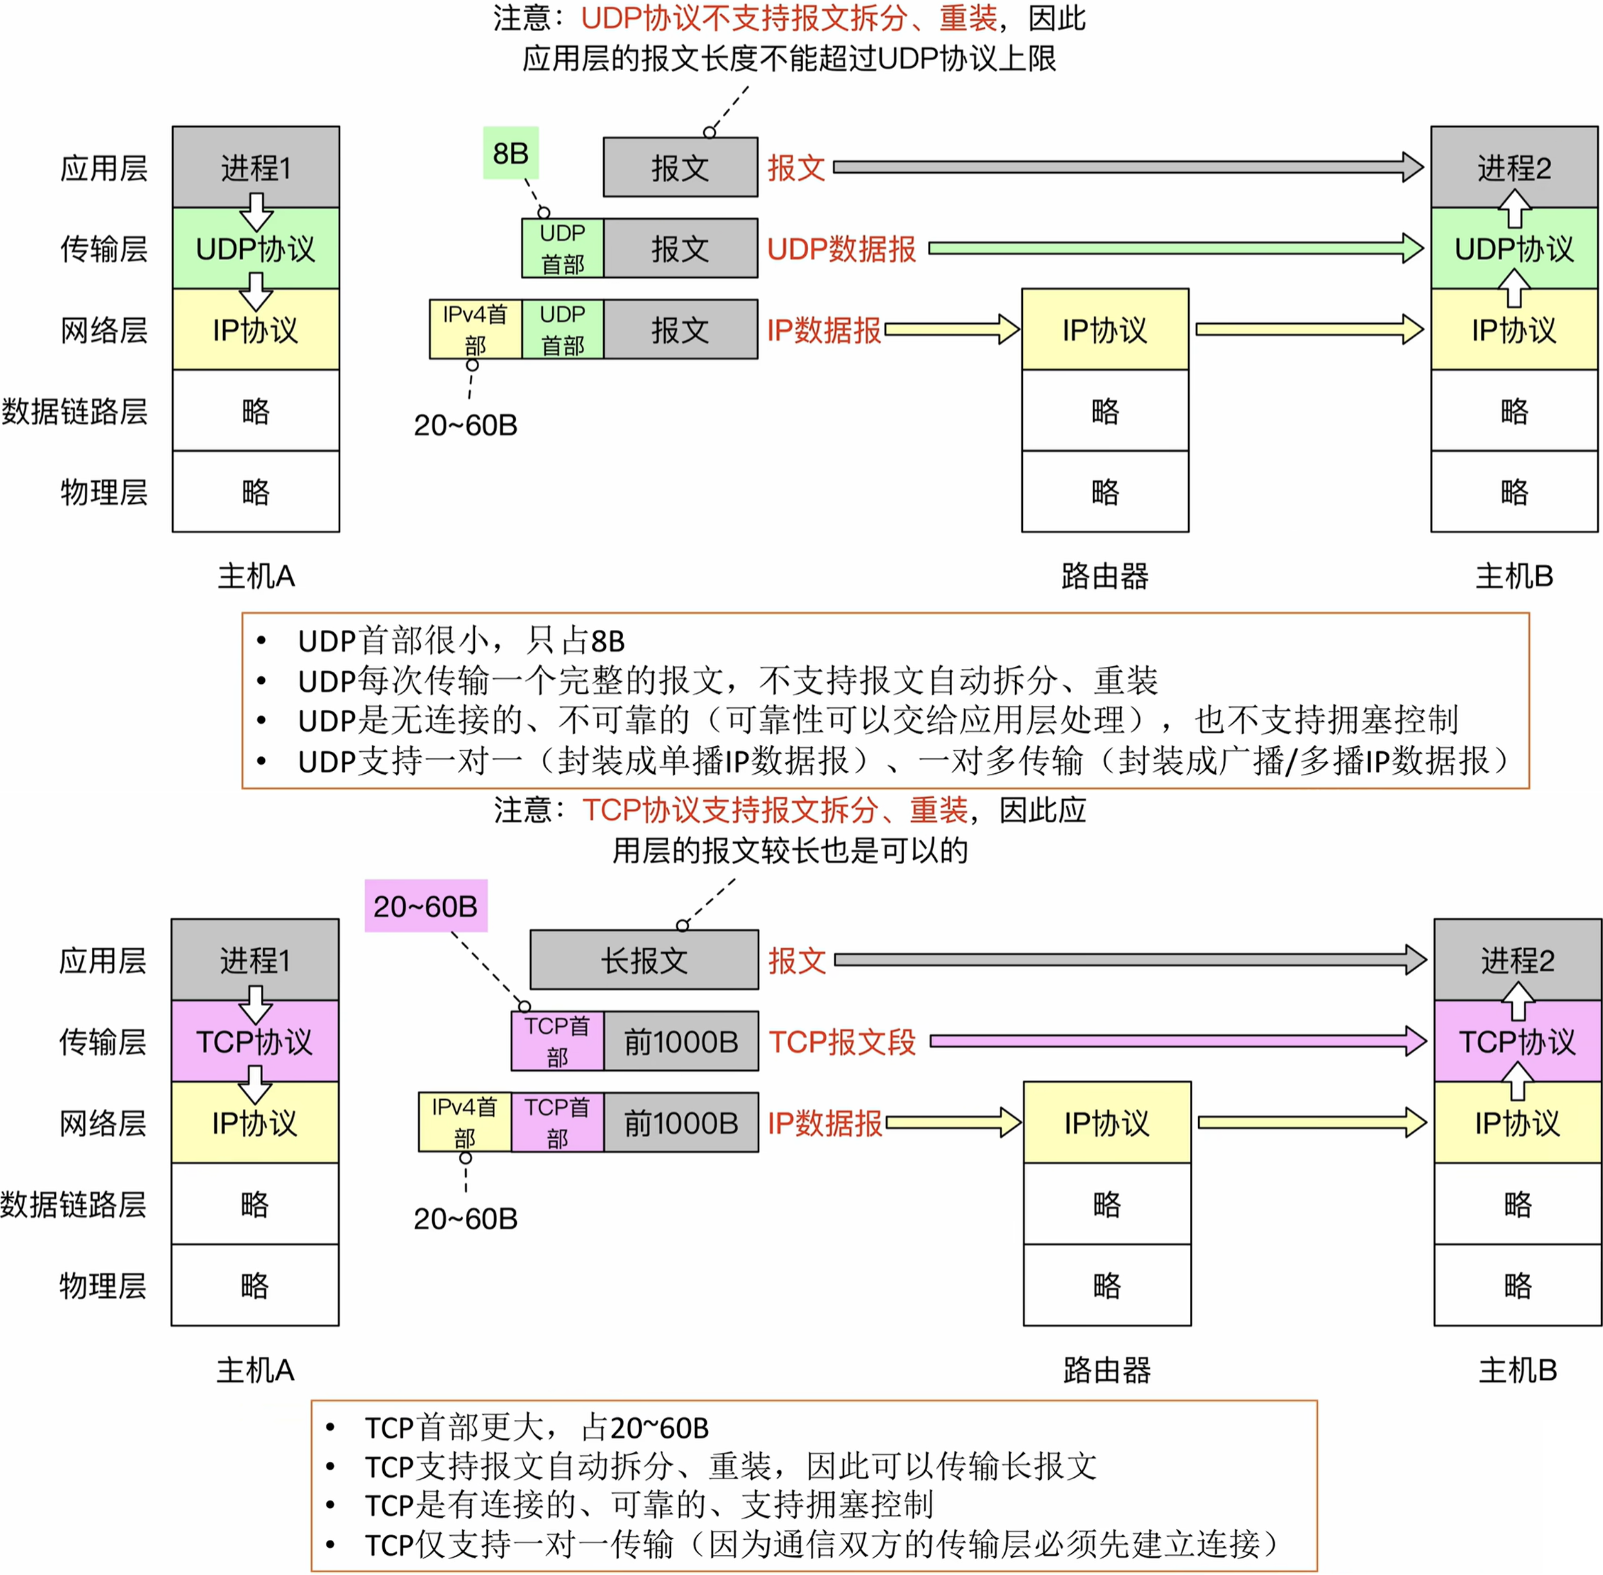 注意：UDP协议不支持报文拆分、重装，因此
应用层的报文长度不能超过UDP协议上限
8B
应用层
进程1
报文
报文
进程2
传输层
UDP协议
UDP
首部
报文
UDP数据报
UDP协议
网络层
IP协议
IPv4首
部
UDP
首部
报文
IP数据报
IP协议
IP协议
20~60B
数据链路层
略
略
略
物理层
略
略
略
主机A
路由器
主机B
• UDP首部很小，只占8B
• UDP每次传输一个完整的报文，不支持报文自动拆分、重装
• UDP是无连接的、不可靠的（可靠性可以交给应用层处理），也不支持拥塞控制
• UDP支持一对一（封装成单播IP数据报）、一对多传输（封装成广播/多播IP数据报）
注意：TCP协议支持报文拆分、重装，因此应
用层的报文较长也是可以的
20~60B
应用层
进程1
长报文
报文
进程2
传输层
TCP协议
TCP首
部
前1000B
TCP报文段
TCP协议
网络层
IP协议
IPv4首
部
TCP首
部
前1000B
IP数据报
IP协议
IP协议
20~60B
数据链路层
略
略
略
物理层
略
略
略
主机A
路由器
主机B
• TCP首部更大，占20~60B
• TCP支持报文自动拆分、重装，因此可以传输长报文
• TCP是有连接的、可靠的、支持拥塞控制
• TCP仅支持一对一传输（因为通信双方的传输层必须先建立连接）